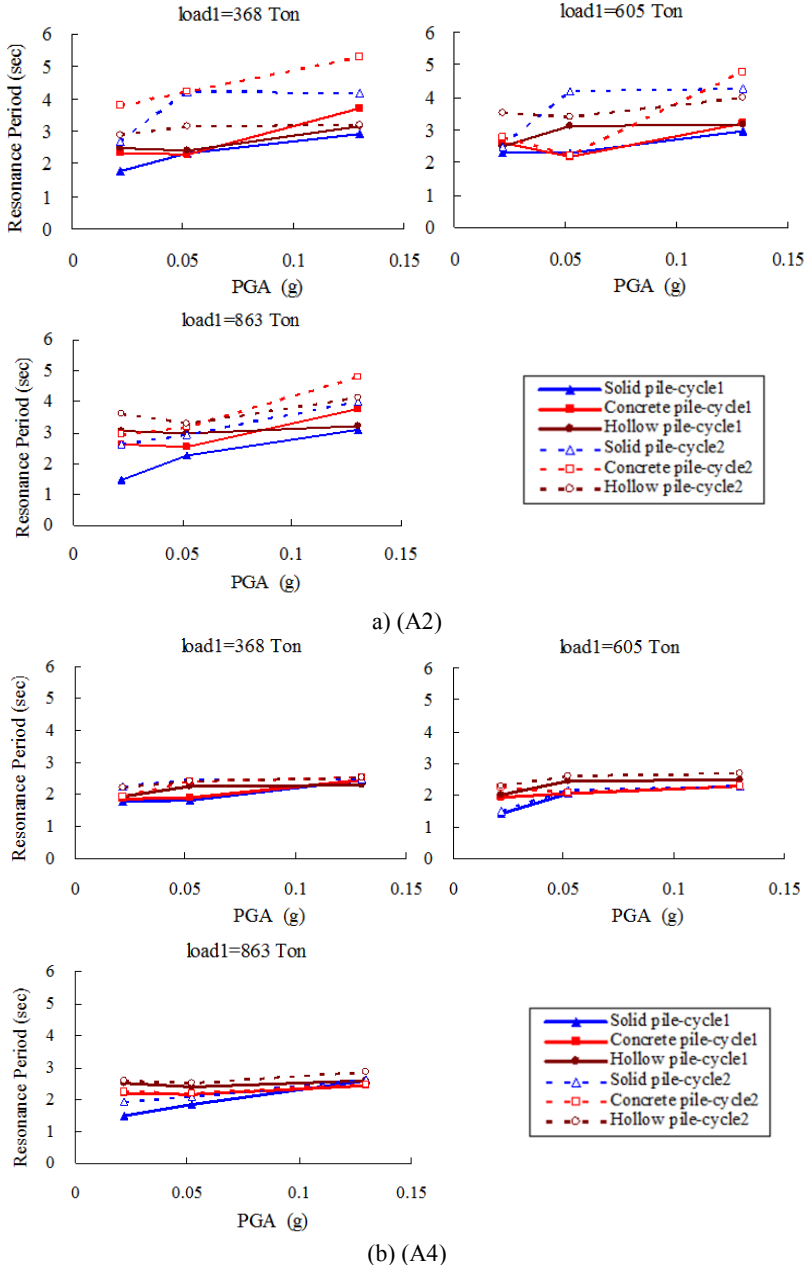 load1=368 Ton
Resonance Period (sec)
6
5
4
3
2
1
0
0
0.05
0.1
0.15
PGA (g)
load1=605 Ton
Resonance Period (sec)
6
5
4
3
2
1
0
0
0.05
0.1
0.15
PGA (g)
load1=863 Ton
Resonance Period (sec)
6
5
4
3
2
1
0
0
0.05
0.1
0.15
PGA (g)
Solid pile-cycle1
Concrete pile-cycle1
Hollow pile-cycle1
Solid pile-cycle2
Concrete pile-cycle2
Hollow pile-cycle2
a) (A2)
load1=368 Ton
Resonance Period (sec)
6
5
4
3
2
1
0
0
0.05
0.1
0.15
PGA (g)
load1=605 Ton
Resonance Period (sec)
6
5
4
3
2
1
0
0
0.05
0.1
0.15
PGA (g)
load1=863 Ton
Resonance Period (sec)
6
5
4
3
2
1
0
0
0.05
0.1
0.15
PGA (g)
Solid pile-cycle1
Concrete pile-cycle1
Hollow pile-cycle1
Solid pile-cycle2
Concrete pile-cycle2
Hollow pile-cycle2
(b) (A4)